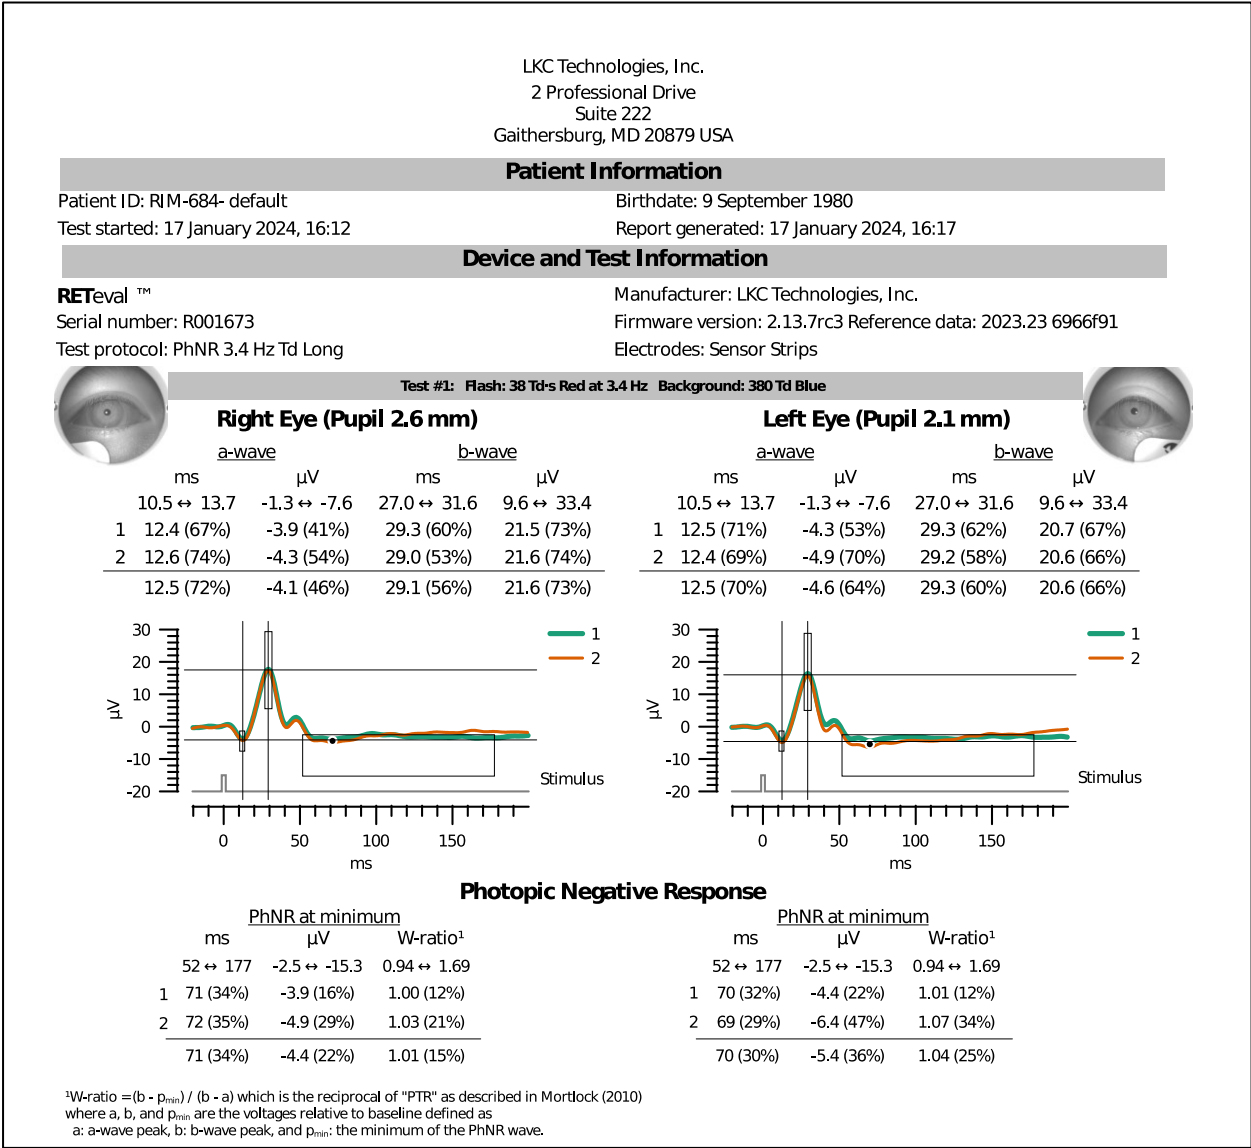 LKC Technologies, Inc.
2 Professional Drive
Suite 222
Gaithersburg, MD 20879 USA
Patient Information
Patient ID: RIM-684- default
Birthdate: 9 September 1980
Test started: 17 January 2024, 16:12
Report generated: 17 January 2024, 16:17
Device and Test Information
RETeval ™
Manufacturer: LKC Technologies, Inc.
Serial number: R001673
Firmware version: 2.13.7rc3 Reference data: 2023.23 6966f91
Test protocol: PhNR 3.4 Hz Td Long
Electrodes: Sensor Strips
Test #1: Flash: 38 Td·s Red at 3.4 Hz Background: 380 Td Blue
Right Eye (Pupil 2.6 mm)
a-wave b-wave
ms µV ms µV
10.5 ↔ 13.7 -1.3 ↔ -7.6 27.0 ↔ 31.6 9.6 ↔ 33.4
1 12.4 (67%) -3.9 (41%) 29.3 (60%) 21.5 (73%)
2 12.6 (74%) -4.3 (54%) 29.0 (53%) 21.6 (74%)
12.5 (72%) -4.1 (46%) 29.1 (56%) 21.6 (73%)
Left Eye (Pupil 2.1 mm)
a-wave b-wave
ms µV ms µV
10.5 ↔ 13.7 -1.3 ↔ -7.6 27.0 ↔ 31.6 9.6 ↔ 33.4
1 12.5 (71%) -4.3 (53%) 29.3 (62%) 20.7 (67%)
2 12.4 (69%) -4.9 (70%) 29.2 (58%) 20.6 (66%)
12.5 (70%) -4.6 (64%) 29.3 (60%) 20.6 (66%)
30
20
10
0
-10
-20
µV
1
2
Stimulus
0 50 100 150
ms
30
20
10
0
-10
-20
µV
1
2
Stimulus
0 50 100 150
ms
Photopic Negative Response
PhNR at minimum
ms µV W-ratio¹
52 ↔ 177 -2.5 ↔ -15.3 0.94 ↔ 1.69
1 71 (34%) -3.9 (16%) 1.00 (12%)
2 72 (35%) -4.9 (29%) 1.03 (21%)
71 (34%) -4.4 (22%) 1.01 (15%)
PhNR at minimum
ms µV W-ratio¹
52 ↔ 177 -2.5 ↔ -15.3 0.94 ↔ 1.69
1 70 (32%) -4.4 (22%) 1.01 (12%)
2 69 (29%) -6.4 (47%) 1.07 (34%)
70 (30%) -5.4 (36%) 1.04 (25%)
¹W-ratio = (b - pmin) / (b - a) which is the reciprocal of "PTR" as described in Mortlock (2010)
where a, b, and pmin are the voltages relative to baseline defined as
a: a-wave peak, b: b-wave peak, and pmin: the minimum of the PhNR wave.